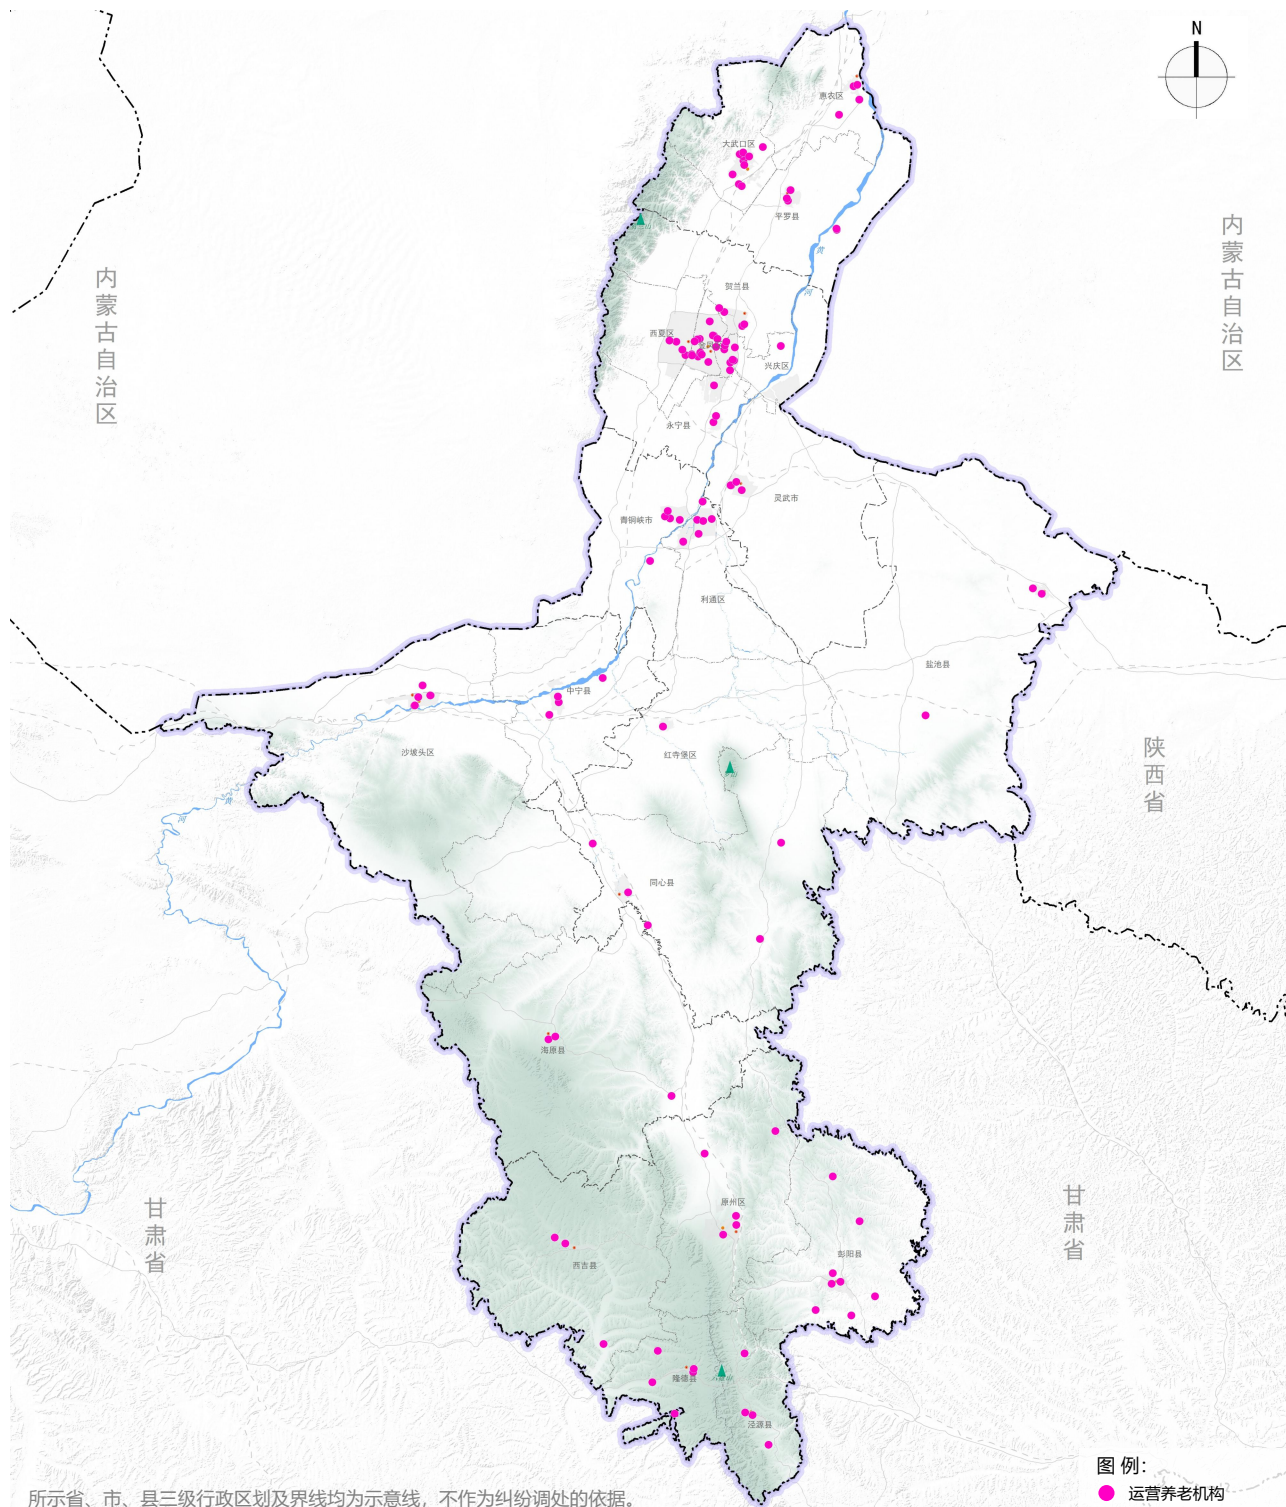 N
惠农区
大武口区
平罗县
黄
河
内蒙古自治区
内蒙古自治区
贺兰县
西夏区
兴庆区
永宁县
灵武市
青铜峡市
利通区
盐池县
中宁县
沙坡头区
红寺堡区
陕西省
黄
河
同心县
海原县
原州区
甘肃省
甘肃省
彭阳县
西吉县
隆德县
泾源县
图 例：
运营养老机构
所示省、市、县三级行政区划及界线均为示意线，不作为纠纷调处的依据。